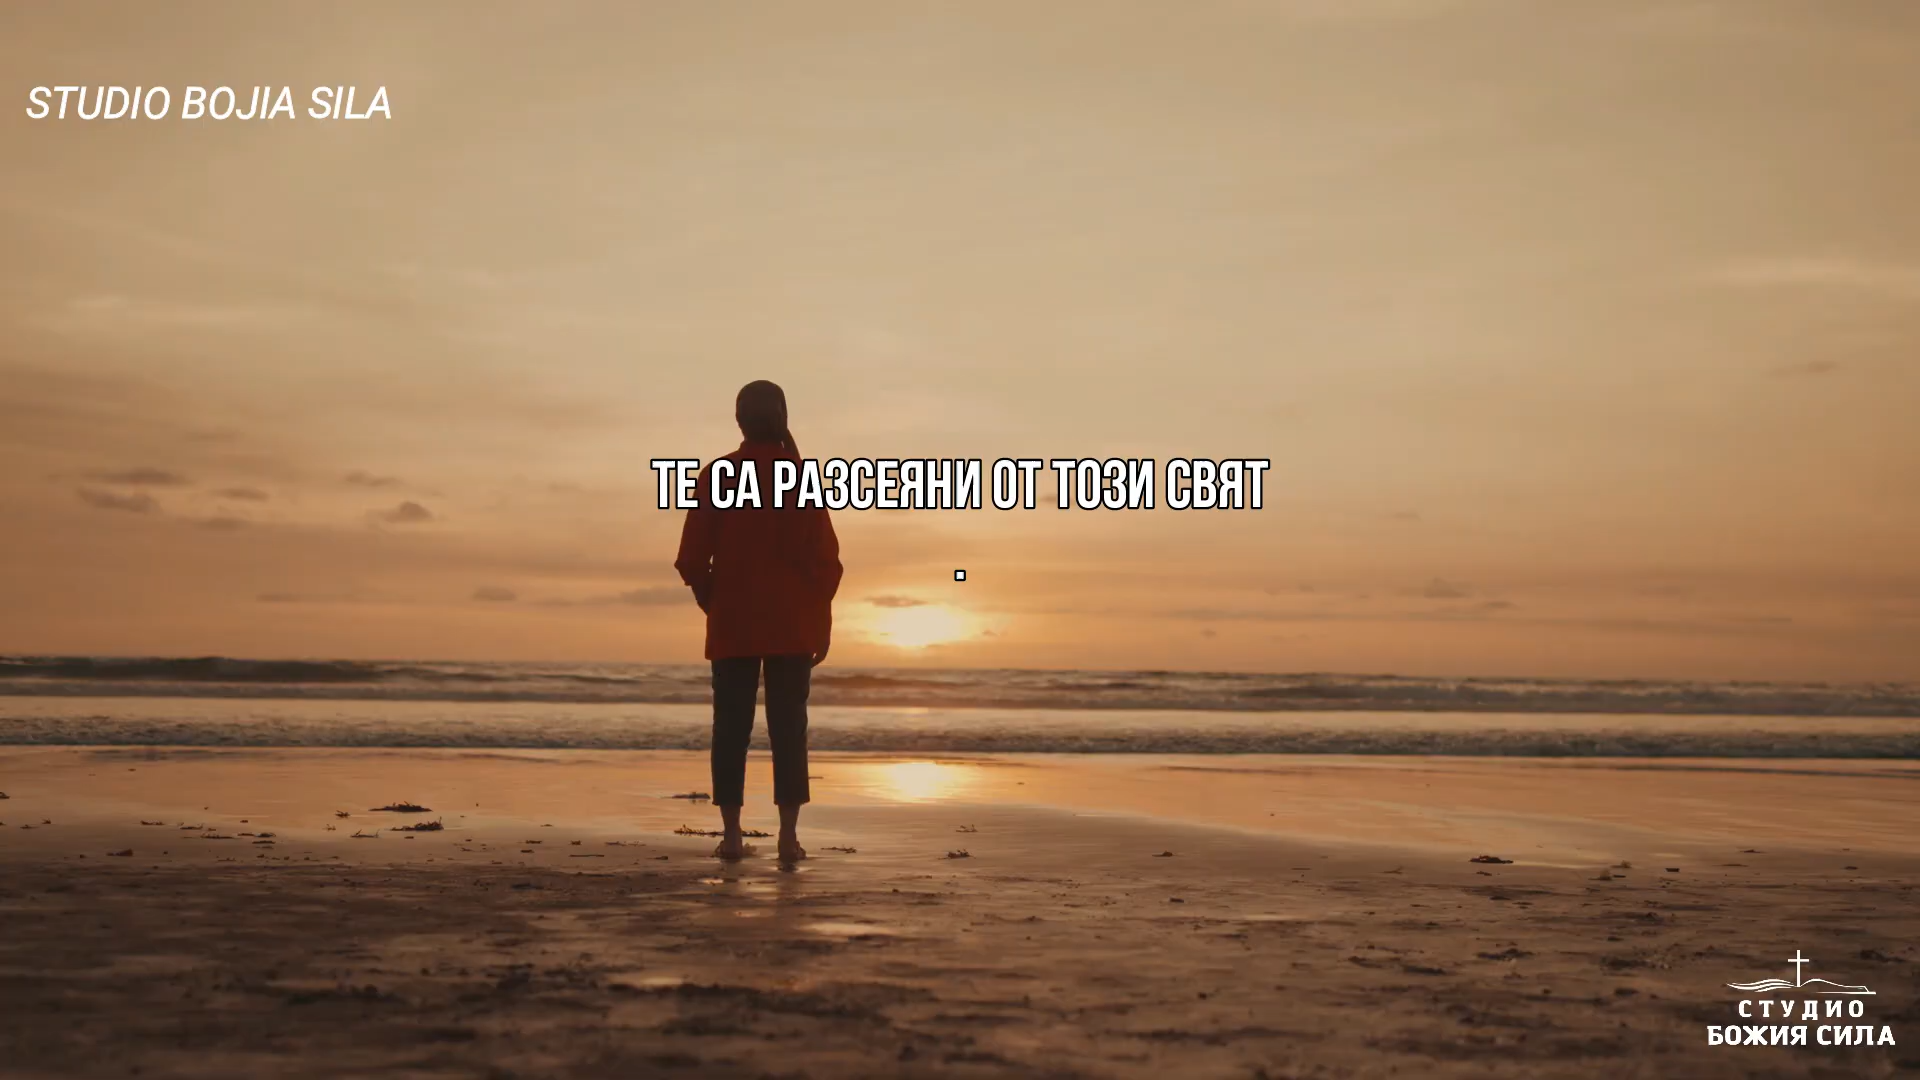 STUDIO BOJIA SILA
ТЕ СА РАЗСЕЯНИ ОТ ТОЗИ СВЯТ
.
СТУДИО
БОЖИЯ СИЛА